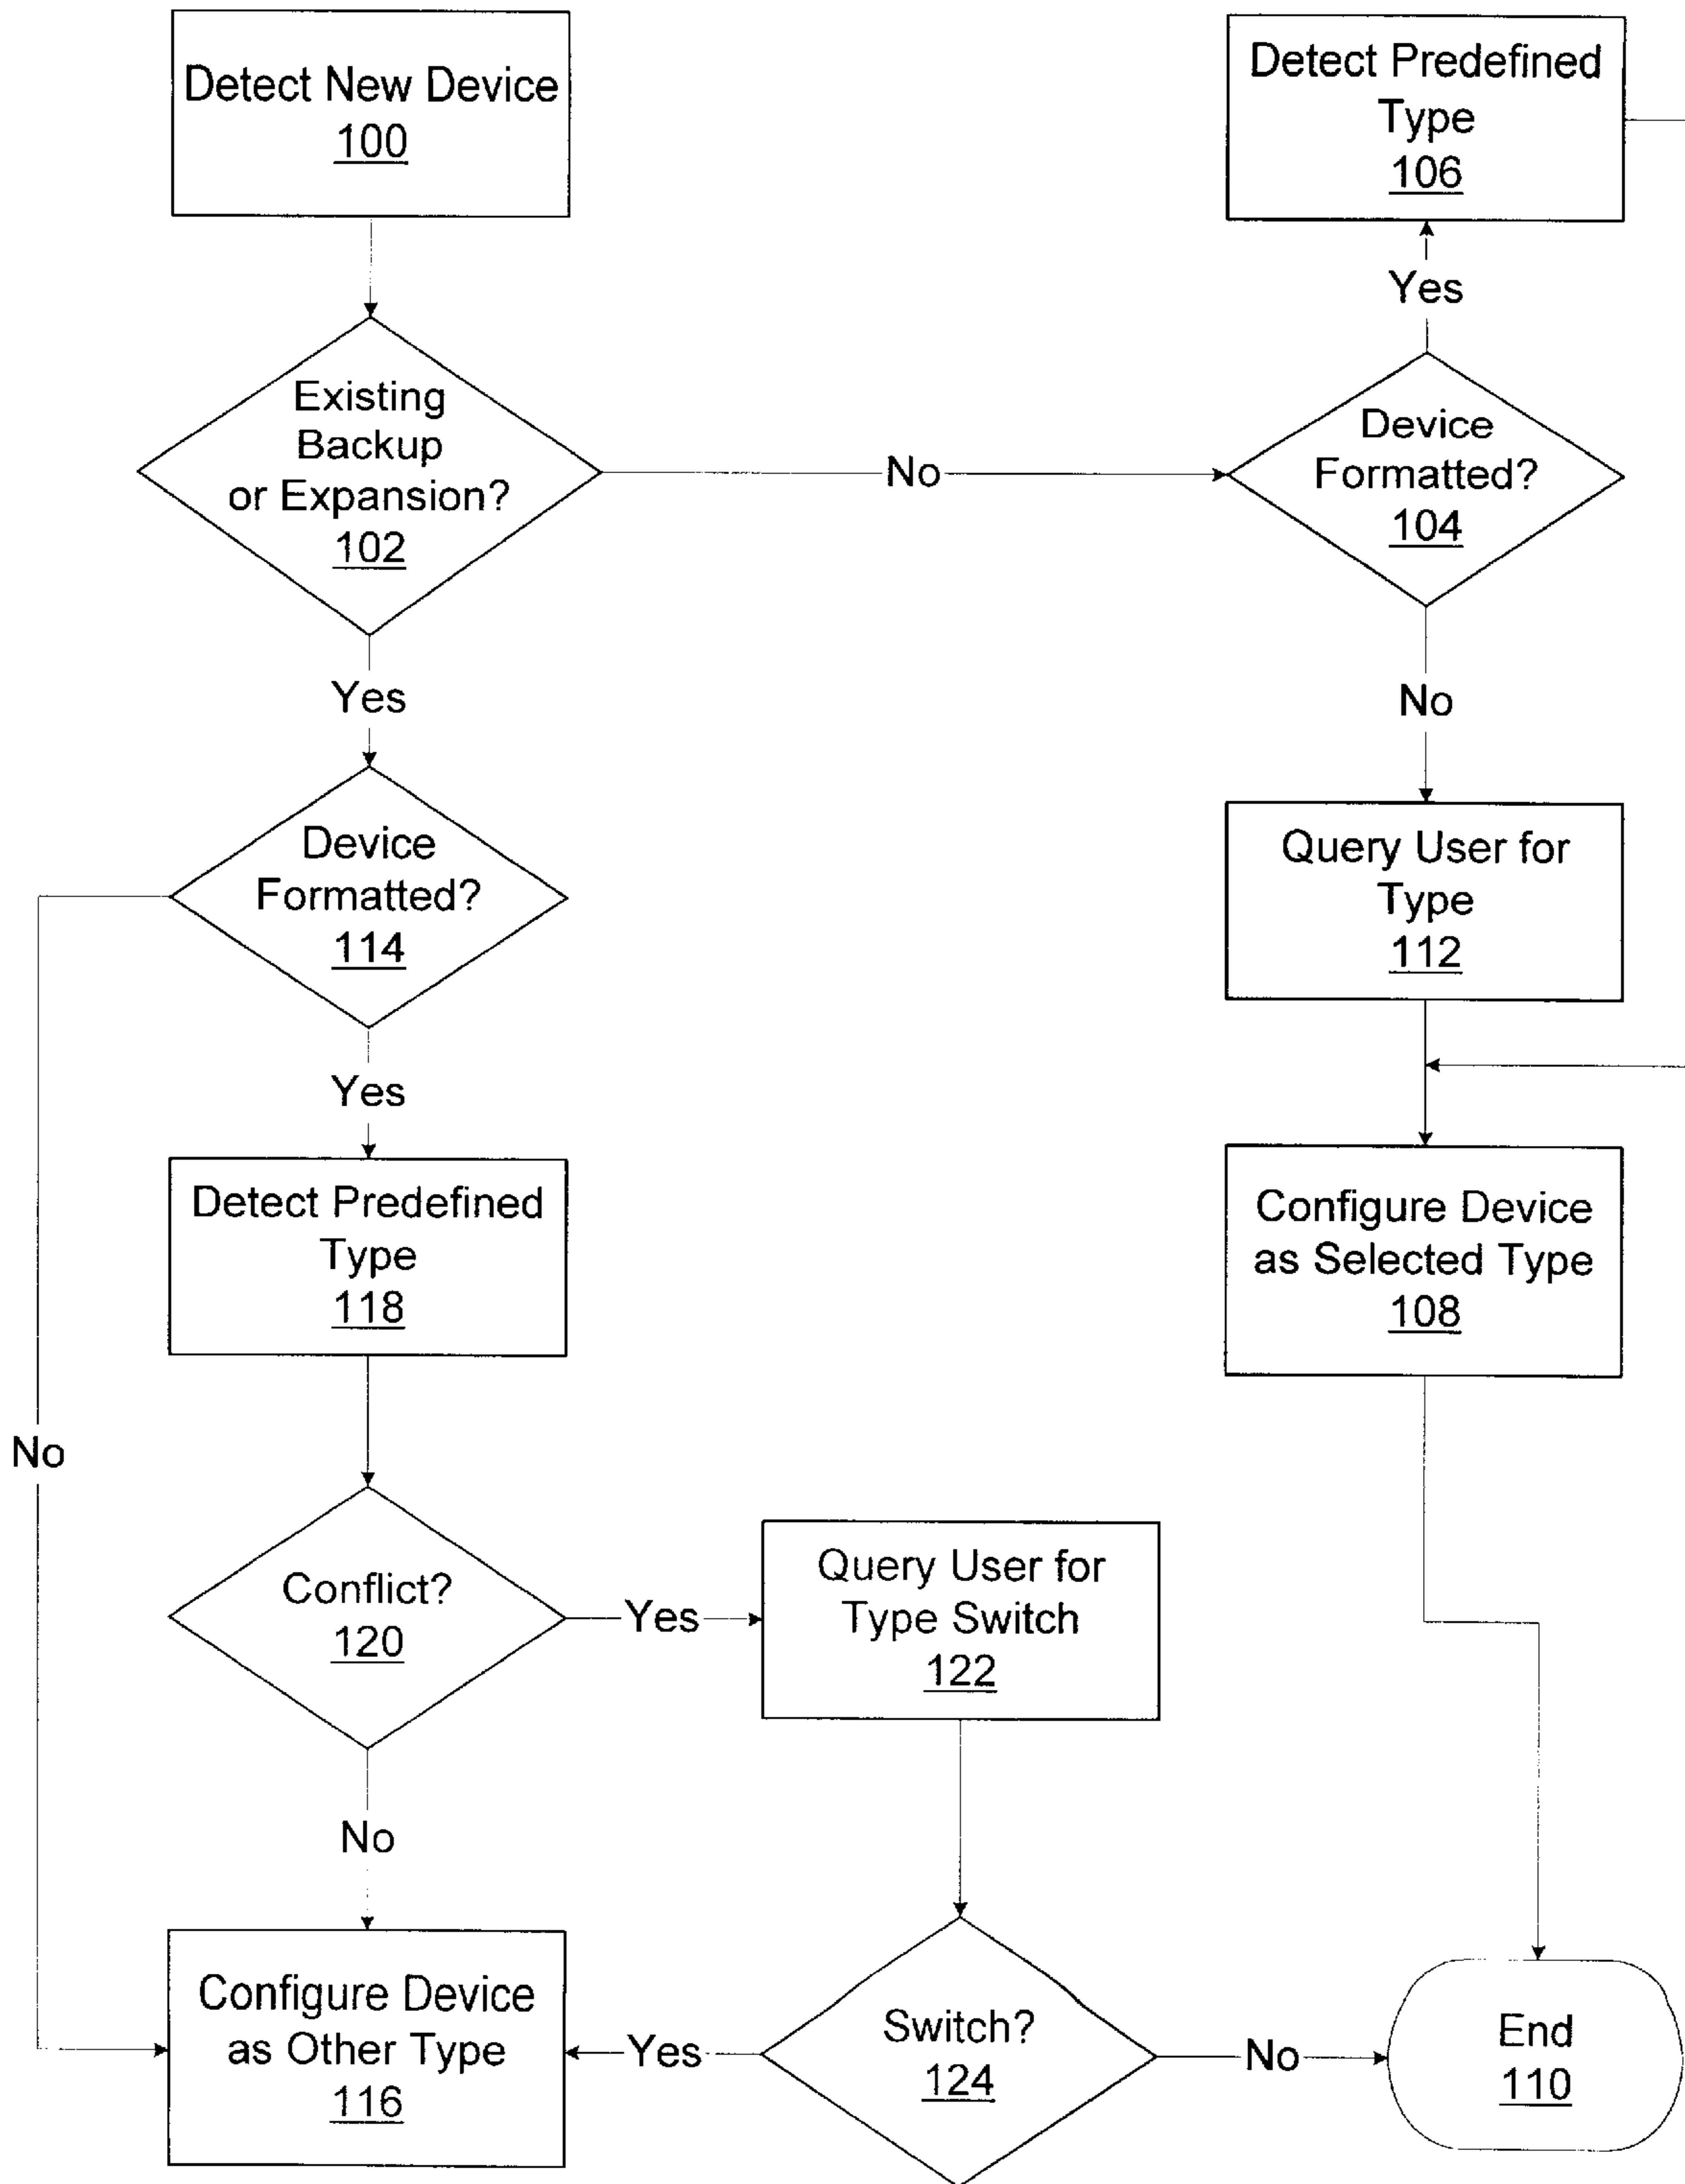 Detect New Device
100
Detect Predefined
Type
106
Yes
Existing
Backup
or Expansion?
102
No
Device
Formatted?
104
Yes
No
Device
Formatted?
114
Query User for
Type
112
Yes
Detect Predefined
Type
118
Configure Device
as Selected Type
108
No
Conflict?
120
Yes
Query User for
Type Switch
122
No
Configure Device
as Other Type
116
Yes
Switch?
124
No
End
110